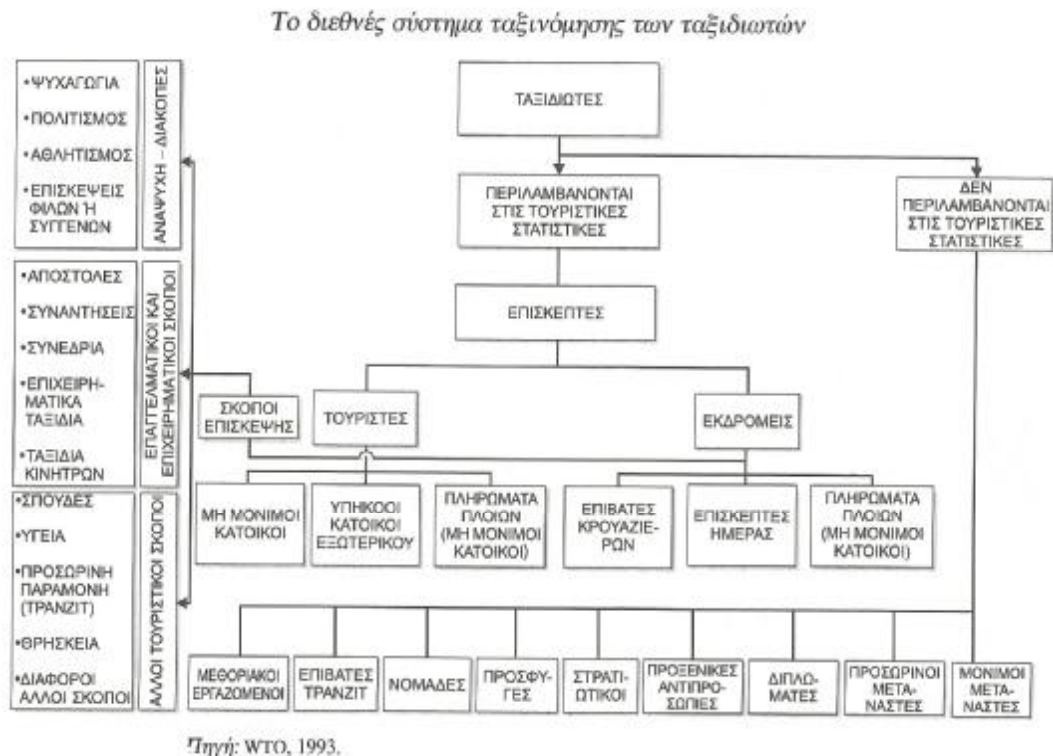 Το διεθνές σύστημα ταξινόμησης των ταξιδιωτών
ΤΑΞΙΔΙΩΤΕΣ
ΠΕΡΙΛΑΜΒΑΝΟΝΤΑΙ
ΣΤΙΣ ΤΟΥΡΙΣΤΙΚΕΣ
ΣΤΑΤΙΣΤΙΚΕΣ
ΔΕΝ
ΠΕΡΙΛΑΜΒΑΝΟΝΤΑΙ
ΣΤΙΣ ΤΟΥΡΙΣΤΙΚΕΣ
ΣΤΑΤΙΣΤΙΚΕΣ
ΕΠΙΣΚΕΠΤΕΣ
•ΨΥΧΑΓΩΓΙΑ
•ΠΟΛΙΤΙΣΜΟΣ
•ΑΘΛΗΤΙΣΜΟΣ
•ΕΠΙΣΚΕΨΕΙΣ
ΦΙΛΩΝ Ή
ΣΥΓΓΕΝΩΝ
ΑΝΑΨΥΧΗ – ΔΙΑΚΟΠΕΣ
•ΑΠΟΣΤΟΛΕΣ
•ΣΥΝΑΝΤΗΣΕΙΣ
•ΣΥΝΕΔΡΙΑ
•ΕΠΙΧΕΙΡΗ-
ΜΑΤΙΚΑ
ΤΑΞΙΔΙΑ
•ΤΑΞΙΔΙΑ
ΚΙΝΗΤΡΩΝ
ΕΠΑΓΓΕΛΜΑΤΙΚΟΙ ΚΑΙ
ΕΠΙΧΕΙΡΗΜΑΤΙΚΟΙ ΣΚΟΠΟΙ
•ΣΠΟΥΔΕΣ
•ΥΓΕΙΑ
•ΠΡΟΣΩΡΙΝΗ
ΠΑΡΑΜΟΝΗ
(ΤΡΑΝΖΙΤ)
•ΘΡΗΣΚΕΙΑ
•ΔΙΑΦΟΡΟΙ
ΑΛΛΟΙ ΣΚΟΠΟΙ
ΑΛΛΟΙ ΤΟΥΡΙΣΤΙΚΟΙ ΣΚΟΠΟΙ
ΣΚΟΠΟΙ
ΕΠΙΣΚΕΨΗΣ
ΤΟΥΡΙΣΤΕΣ
ΕΚΔΡΟΜΕΙΣ
ΜΗ ΜΟΝΙΜΟΙ
ΚΑΤΟΙΚΟΙ
ΥΠΗΚΟΟΙ
ΚΑΤΟΙΚΟΙ
ΕΞΩΤΕΡΙΚΟΥ
ΠΛΗΡΩΜΑΤΑ
ΠΛΟΙΩΝ
(ΜΗ ΜΟΝΙΜΟΙ
ΚΑΤΟΙΚΟΙ)
ΕΠΙΒΑΤΕΣ
ΚΡΟΥΑΖΙΕ-
ΡΩΝ
ΕΠΙΣΚΕΠΤΕΣ
ΗΜΕΡΑΣ
ΠΛΗΡΩΜΑΤΑ
ΠΛΟΙΩΝ
(ΜΗ ΜΟΝΙΜΟΙ
ΚΑΤΟΙΚΟΙ)
ΜΕΘΟΡΙΑΚΟΙ
ΕΡΓΑΖΟΜΕΝΟΙ
ΕΠΙΒΑΤΕΣ
ΤΡΑΝΖΙΤ
ΝΟΜΑΔΕΣ
ΠΡΟΣΦΥ-
ΓΕΣ
ΣΤΡΑΤΙ-
ΩΤΙΚΟΙ
ΠΡΟΞΕΝΙΚΕΣ
ΑΝΤΙΠΡΟ-
ΣΩΠΙΕΣ
ΔΙΠΛΩ-
ΜΑΤΕΣ
ΠΡΟΣΩΡΙΝΟΙ
ΜΕΤΑ-
ΝΑΣΤΕΣ
ΜΟΝΙΜΟΙ
ΜΕΤΑ-
ΝΑΣΤΕΣ
Πηγή: WTO, 1993.